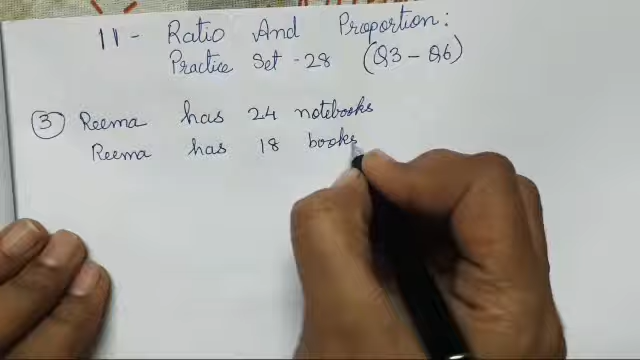 11 - Ratio And Proportion:
Practice Set - 28 (Q3 - Q6)
3 Reema has 24 notebooks
Reema has 18 books